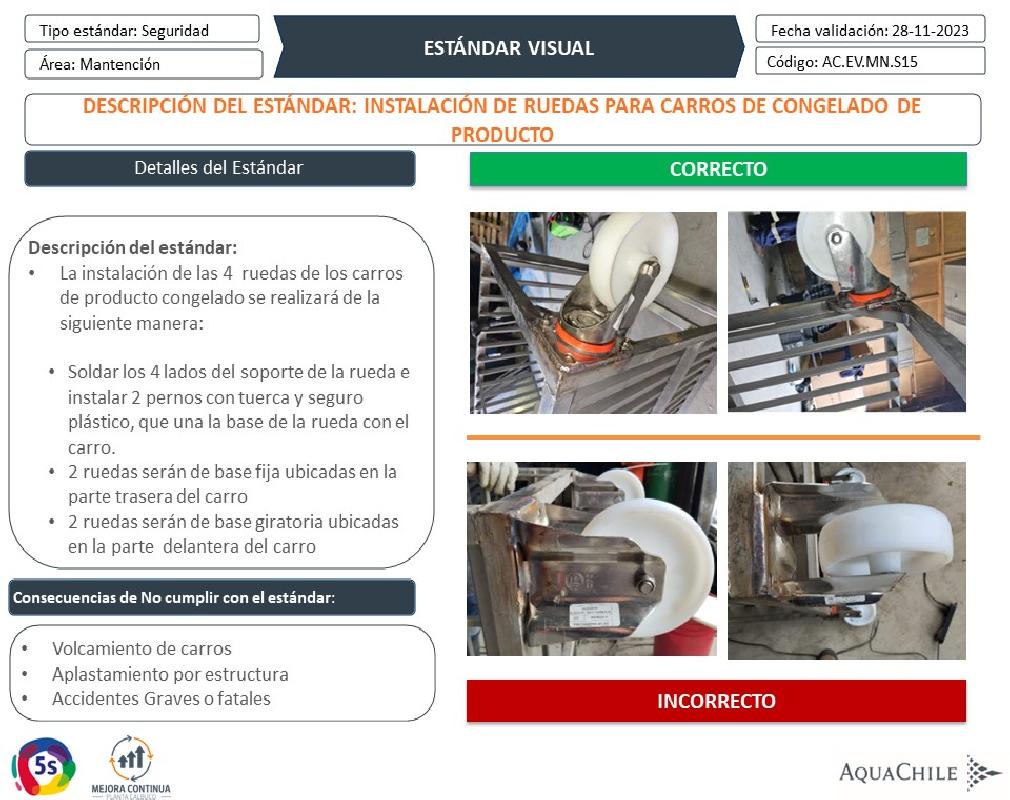 Tipo estándar: Seguridad
Área: Mantención
ESTÁNDAR VISUAL
Fecha validación: 28-11-2023
Código: AC.EV.MN.S15
DESCRIPCIÓN DEL ESTÁNDAR: INSTALACIÓN DE RUEDAS PARA CARROS DE CONGELADO DE
PRODUCTO
Detalles del Estándar
Descripción del estándar:
• La instalación de las 4 ruedas de los carros
de producto congelado se realizará de la
siguiente manera:
• Soldar los 4 lados del soporte de la rueda e
instalar 2 pernos con tuerca y seguro
plástico, que una la base de la rueda con el
carro.
• 2 ruedas serán de base fija ubicadas en la
parte trasera del carro
• 2 ruedas serán de base giratoria ubicadas
en la parte delantera del carro
Consecuencias de No cumplir con el estándar:
• Volcamiento de carros
• Aplastamiento por estructura
• Accidentes Graves o fatales
CORRECTO
INCORRECTO
5s
MEJORA CONTINUA
PLANTA CALBUCO
AQUACHILE